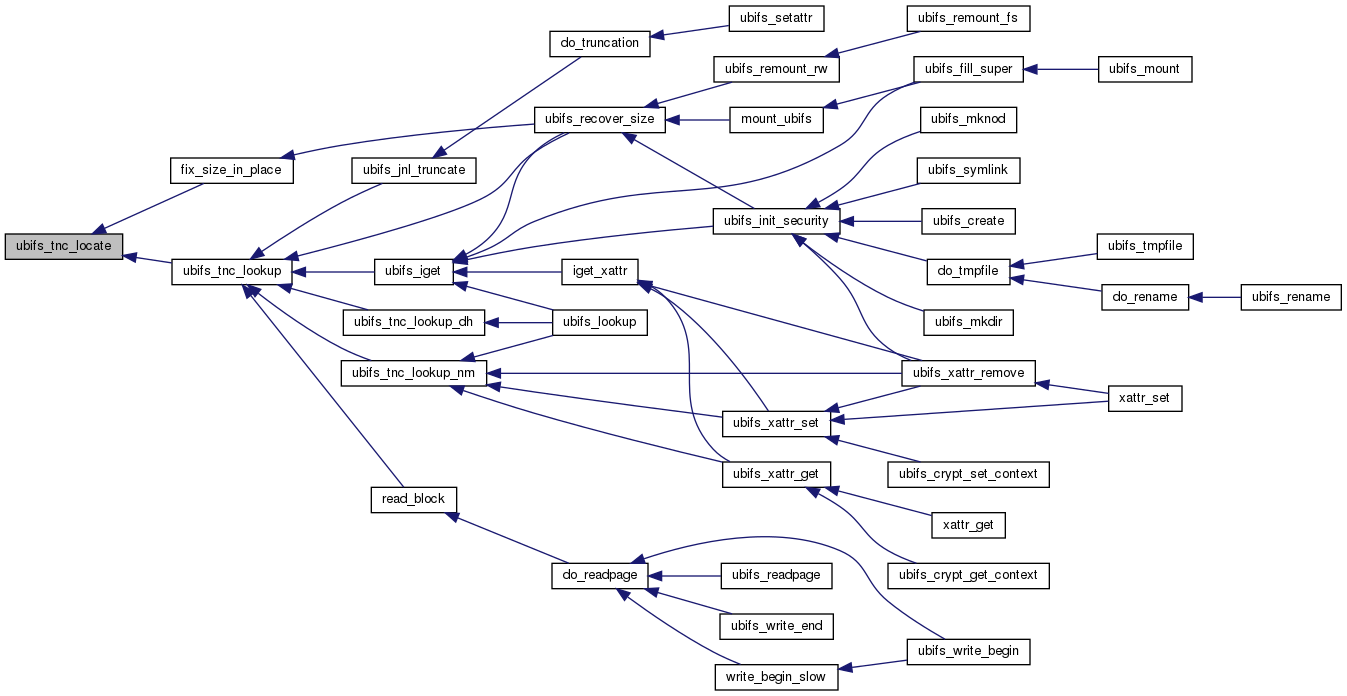 ubifs_setattr
ubifs_remount_fs
do_truncation
ubifs_remount_rw
ubifs_fill_super
ubifs_mount
ubifs_recover_size
mount_ubifs
ubifs_mknod
fix_size_in_place
ubifs_jnl_truncate
ubifs_symlink
ubifs_init_security
ubifs_create
ubifs_tnc_locate
ubifs_tmpfile
ubifs_tnc_lookup
ubifs_iget
iget_xattr
do_tmpfile
do_rename
ubifs_rename
ubifs_tnc_lookup_dh
ubifs_lookup
ubifs_mkdir
ubifs_tnc_lookup_nm
ubifs_xattr_remove
xattr_set
ubifs_xattr_set
ubifs_xattr_get
ubifs_crypt_set_context
read_block
xattr_get
do_readpage
ubifs_readpage
ubifs_crypt_get_context
ubifs_write_end
ubifs_write_begin
write_begin_slow